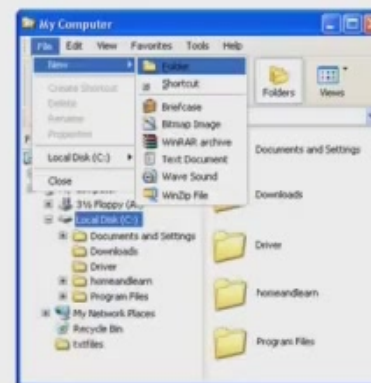 My Computer
File Edit View Favorites Tools Help
New
Folder
Shortcut
Create Shortcut
Delete
Rename
Properties
Briefcase
Bitmap Image
WinRAR archive
Text Document
Wave Sound
WinZip File
Local Disk (C:)
Close
Folders
Views
3½ Floppy (A:)
Local Disk (C:)
Documents and Settings
Downloads
Driver
homeandlearn
Program Files
My Network Places
Recycle Bin
txtfiles
Documents and Settings
Downloads
Driver
homeandlearn
Program Files